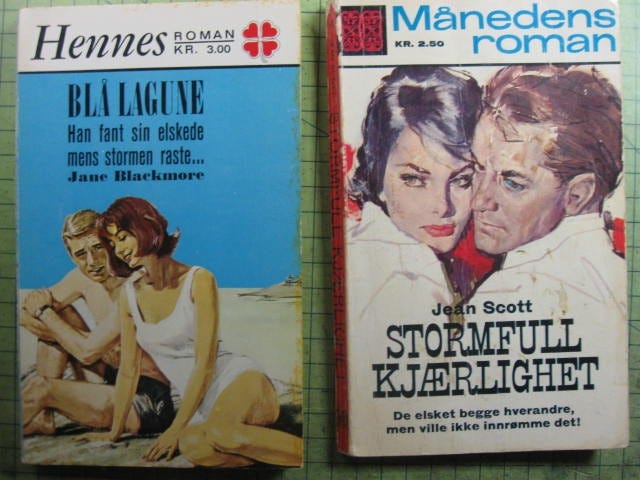 Hennes
ROMAN
KR. 3.00
BLÅ LAGUNE
Han fant sin elskede
mens stormen raste...
Jane Blackmore
Månedens
roman
KR. 2.50
Jean Scott
STORMFULL
KJÆRLIGHET
De elsket begge hverandre,
men ville ikke innrømme det!